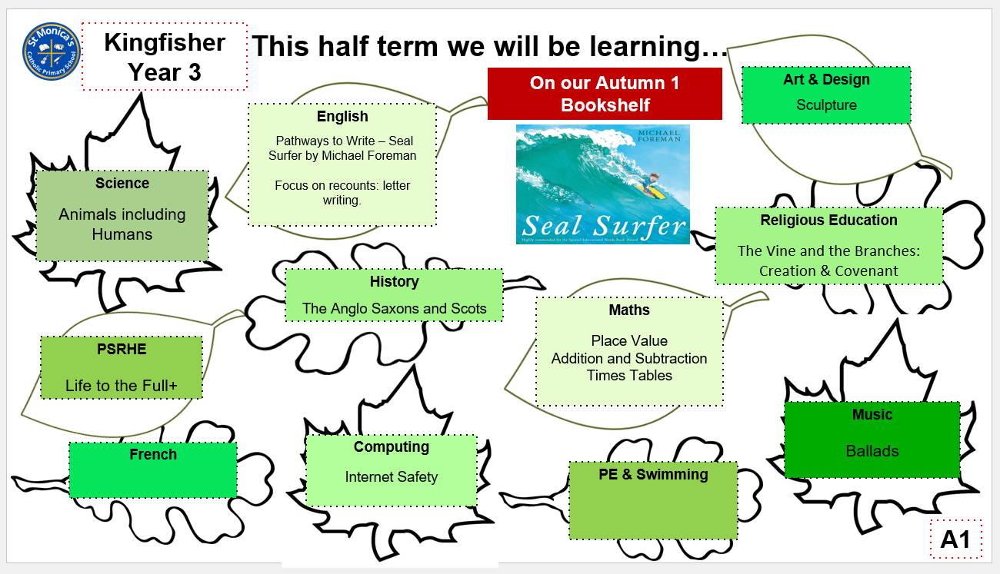 St Monica's
Catholic Primary School
Kingfisher
Year 3
This half term we will be learning…
On our Autumn 1
Bookshelf
MICHAEL
FOREMAN
Seal Surfer
Highly commended for the Special Educational Needs Book Award
Art & Design
Sculpture
English
Pathways to Write – Seal
Surfer by Michael Foreman
Focus on recounts: letter
writing.
Science
Animals including
Humans
Religious Education
The Vine and the Branches:
Creation & Covenant
History
The Anglo Saxons and Scots
Maths
Place Value
Addition and Subtraction
Times Tables
PSRHE
Life to the Full+
Music
Ballads
French
Computing
Internet Safety
PE & Swimming
A1